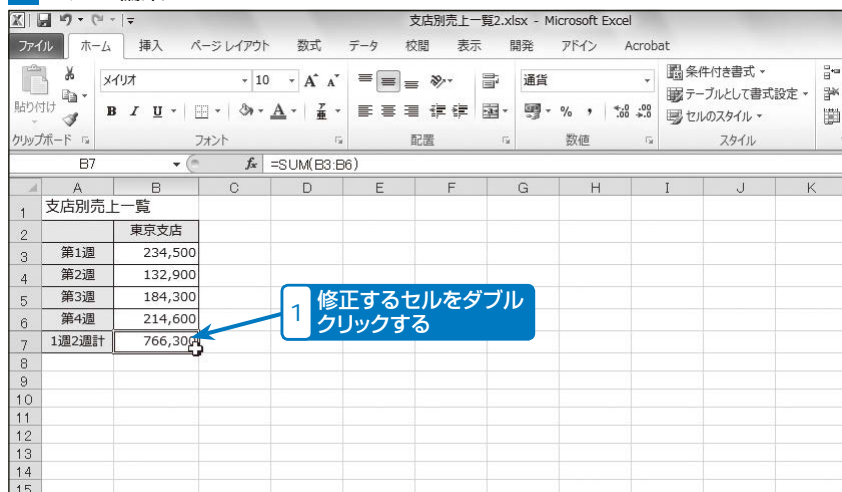 支店別売上一覧2.xlsx - Microsoft Excel
ファイル ホーム 挿入 ページレイアウト 数式 データ 校閲 表示 開発 アドイン Acrobat
メイリオ 10 A A 通貨 条件付き書式
貼り付け B I U A 亜 % , .0 .00 テーブルとして書式設定
セルのスタイル
クリップボード フォント 配置 数値 スタイル
B7 fx =SUM(B3:B6)
A B C D E F G H I J K
1 支店別売上一覧
2 東京支店
3 第1週 234,500
4 第2週 132,900
5 第3週 184,300
1 修正するセルをダブル
クリックする
6 第4週 214,600
7 1週2週計 766,300
8
9
10
11
12
13
14
15